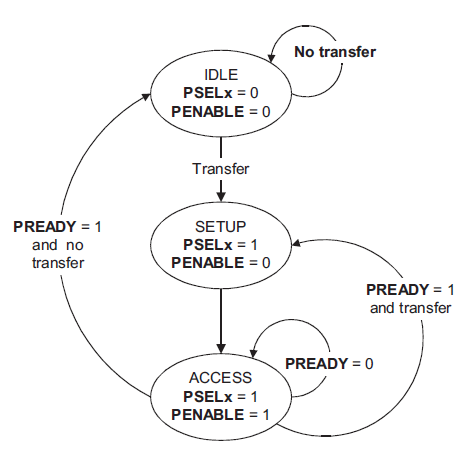 No transfer
IDLE
PSELx = 0
PENABLE = 0
Transfer
SETUP
PSELx = 1
PENABLE = 0
PREADY = 1
and no
transfer
PREADY = 1
and transfer
PREADY = 0
ACCESS
PSELx = 1
PENABLE = 1